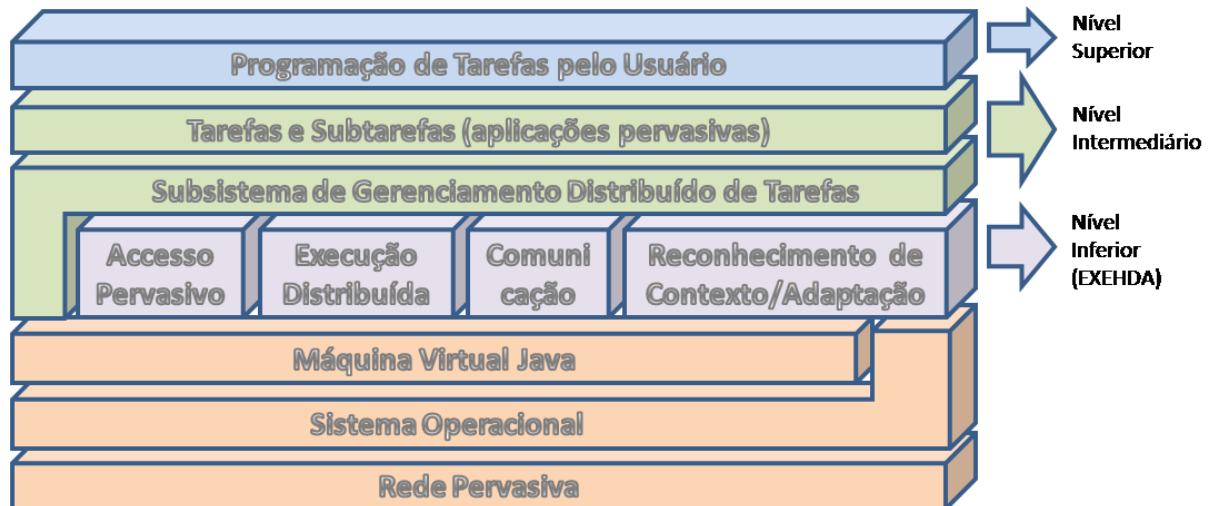 Programação de Tarefas pelo Usuário
Nível
Superior
Tarefas e Subtarefas (aplicações pervasivas)
Nível
Intermediário
Subsistema de Gerenciamento Distribuído de Tarefas
Accesso
Pervasivo
Execução
Distribuída
Comuni
cação
Reconhecimento de
Contexto/Adaptação
Nível
Inferior
(EXEHDA)
Máquina Virtual Java
Sistema Operacional
Rede Pervasiva